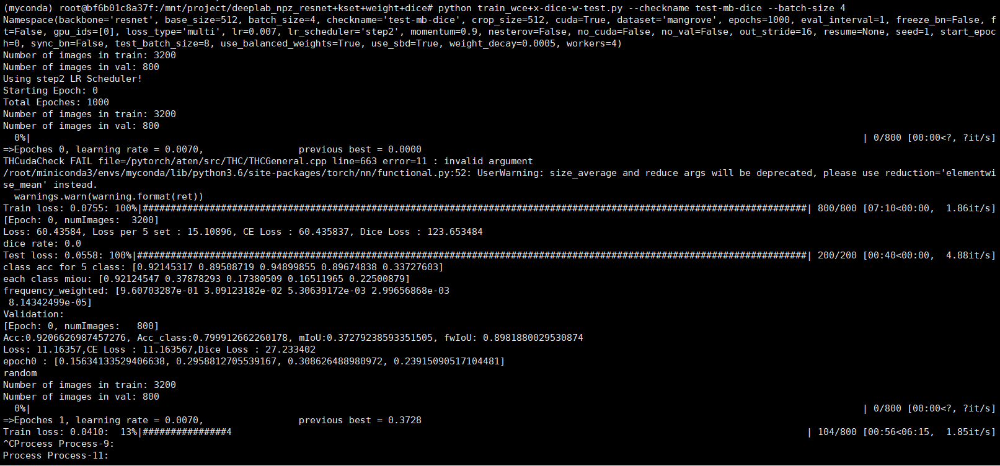 (myconda) root@bf6b01c8a37f:/mnt/project/deeplab_npz_resnet+kset+weight+dice# python train_wce+x-dice-w-test.py --checkname test-mb-dice --batch-size 4
Namespace(backbone='resnet', base_size=512, batch_size=4, checkname='test-mb-dice', crop_size=512, cuda=True, dataset='mangrove', epochs=1000, eval_interval=1, freeze_bn=False, f
t=False, gpu_ids=[0], loss_type='multi', lr=0.007, lr_scheduler='step2', momentum=0.9, nesterov=False, no_cuda=False, no_val=False, out_stride=16, resume=None, seed=1, start_epoc
h=0, sync_bn=False, test_batch_size=8, use_balanced_weights=True, use_sbd=True, weight_decay=0.0005, workers=4)
Number of images in train: 3200
Number of images in val: 800
Using step2 LR Scheduler!
Starting Epoch: 0
Total Epoches: 1000
Number of images in train: 3200
Number of images in val: 800
0%| | 0/800 [00:00<?, ?it/s]
=>Epoches 0, learning rate = 0.0070, previous best = 0.0000
THCudaCheck FAIL file=/pytorch/aten/src/THC/THCGeneral.cpp line=663 error=11 : invalid argument
/root/miniconda3/envs/myconda/lib/python3.6/site-packages/torch/nn/functional.py:52: UserWarning: size_average and reduce args will be deprecated, please use reduction='elementwi
se_mean' instead.
warnings.warn(warning.format(ret))
Train loss: 0.0755: 100%|#######################################################################################################################| 800/800 [07:10<00:00, 1.86it/s]
[Epoch: 0, numImages: 3200]
Loss: 60.43584, Loss per 5 set : 15.10896, CE Loss : 60.435837, Dice Loss : 123.653484
dice rate: 0.0
Test loss: 0.0558: 100%|########################################################################################################################| 200/200 [00:40<00:00, 4.88it/s]
class acc for 5 class: [0.92145317 0.89508719 0.94899855 0.89674838 0.33727603]
each class miou: [0.92124547 0.37878293 0.17380509 0.16511965 0.22500879]
frequency_weighted: [9.60703287e-01 3.09123182e-02 5.30639172e-03 2.99656868e-03
8.14342499e-05]
Validation:
[Epoch: 0, numImages: 800]
Acc:0.9206626987457276, Acc_class:0.799912662260178, mIoU:0.37279238593351505, fwIoU: 0.8981880029530874
Loss: 11.16357,CE Loss : 11.163567,Dice Loss : 27.233402
epoch0 : [0.15634133529406638, 0.2958812705539167, 0.308626488980972, 0.23915090517104481]
random
Number of images in train: 3200
Number of images in val: 800
0%| | 0/800 [00:00<?, ?it/s]
=>Epoches 1, learning rate = 0.0070, previous best = 0.3728
Train loss: 0.0410: 13%|###############4 | 104/800 [00:56<06:15, 1.85it/s]
^CProcess Process-9:
Process Process-11: